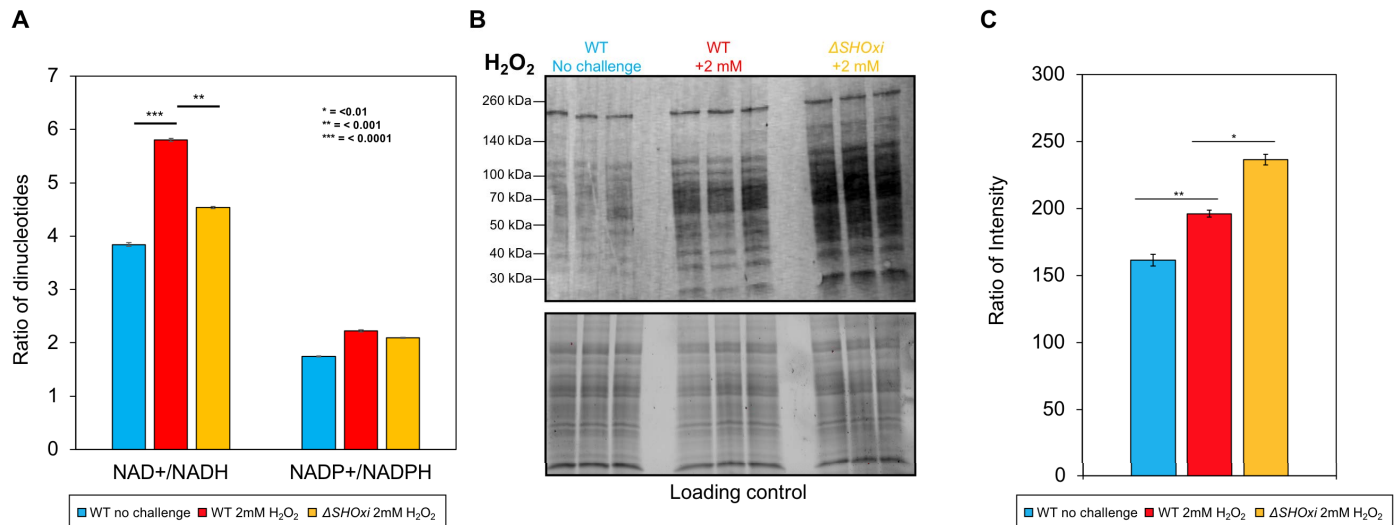 A
Ratio of dinucleotides
7
6
5
4
3
2
1
0
***
**
* = <0.01
** = < 0.001
*** = < 0.0001
NAD+/NADH
NADP+/NADPH
WT no challenge WT 2mM H₂O₂ ΔSHOxi 2mM H₂O₂
B
H₂O₂
WT
No challenge
WT
+2 mM
ΔSHOxi
+2 mM
260 kDa
140 kDa
100 kDa
70 kDa
50 kDa
40 kDa
30 kDa
Loading control
C
Ratio of Intensity
300
250
200
150
100
50
0
**
*
WT no challenge WT 2mM H₂O₂ ΔSHOxi 2mM H₂O₂